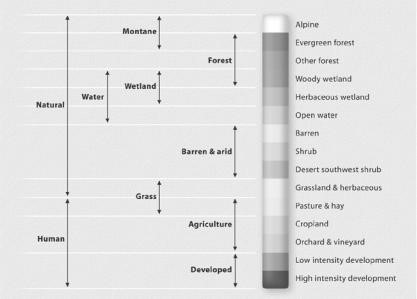 Montane
Forest
Wetland
Water
Natural
Barren & arid
Grass
Agriculture
Human
Developed
Alpine
Evergreen forest
Other forest
Woody wetland
Herbaceous wetland
Open water
Barren
Shrub
Desert southwest shrub
Grassland & herbaceous
Pasture & hay
Cropland
Orchard & vineyard
Low intensity development
High intensity development